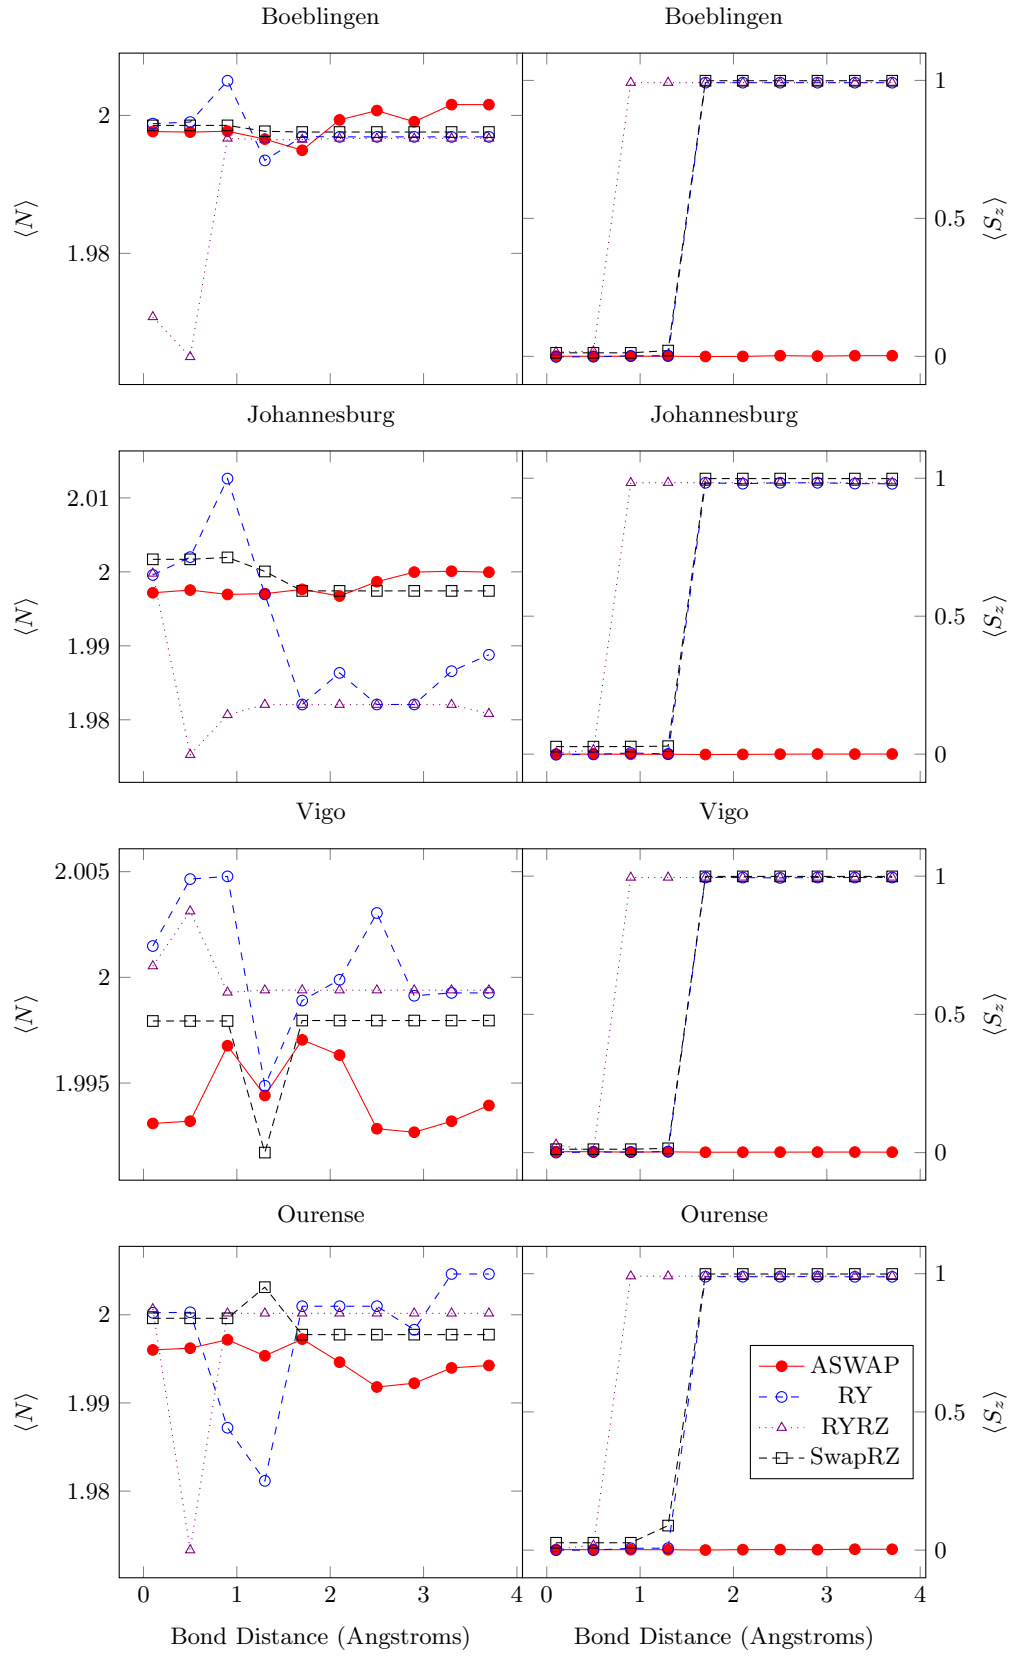 Boeblingen
Boeblingen
2
1.98
⟨N⟩
1
0.5
0
⟨S_z⟩
Johannesburg
Johannesburg
2.01
2
1.99
1.98
⟨N⟩
1
0.5
0
⟨S_z⟩
Vigo
Vigo
2.005
2
1.995
⟨N⟩
1
0.5
0
⟨S_z⟩
Ourense
Ourense
2
1.99
1.98
⟨N⟩
1
0.5
0
⟨S_z⟩
ASWAP
RY
RYRZ
SwapRZ
0 1 2 3 4
0 1 2 3 4
Bond Distance (Angstroms)
Bond Distance (Angstroms)